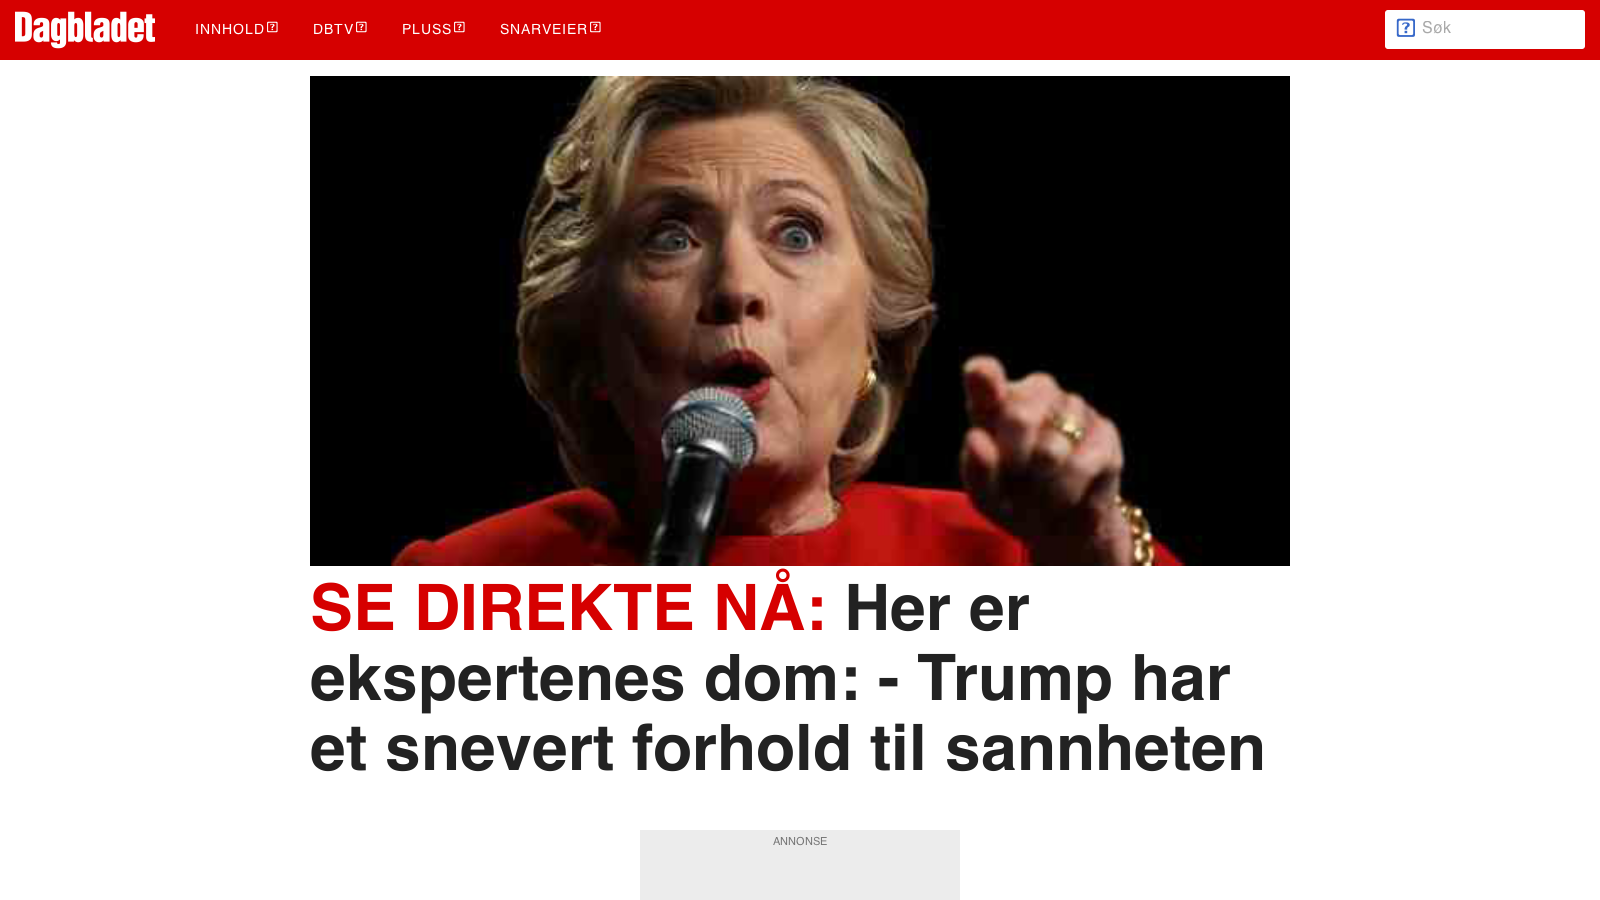 Dagbladet
INNHOLD DBTV PLUSS SNARVEIER
Søk
SE DIREKTE NÅ: Her er
ekspertenes dom: - Trump har
et snevert forhold til sannheten
ANNONSE